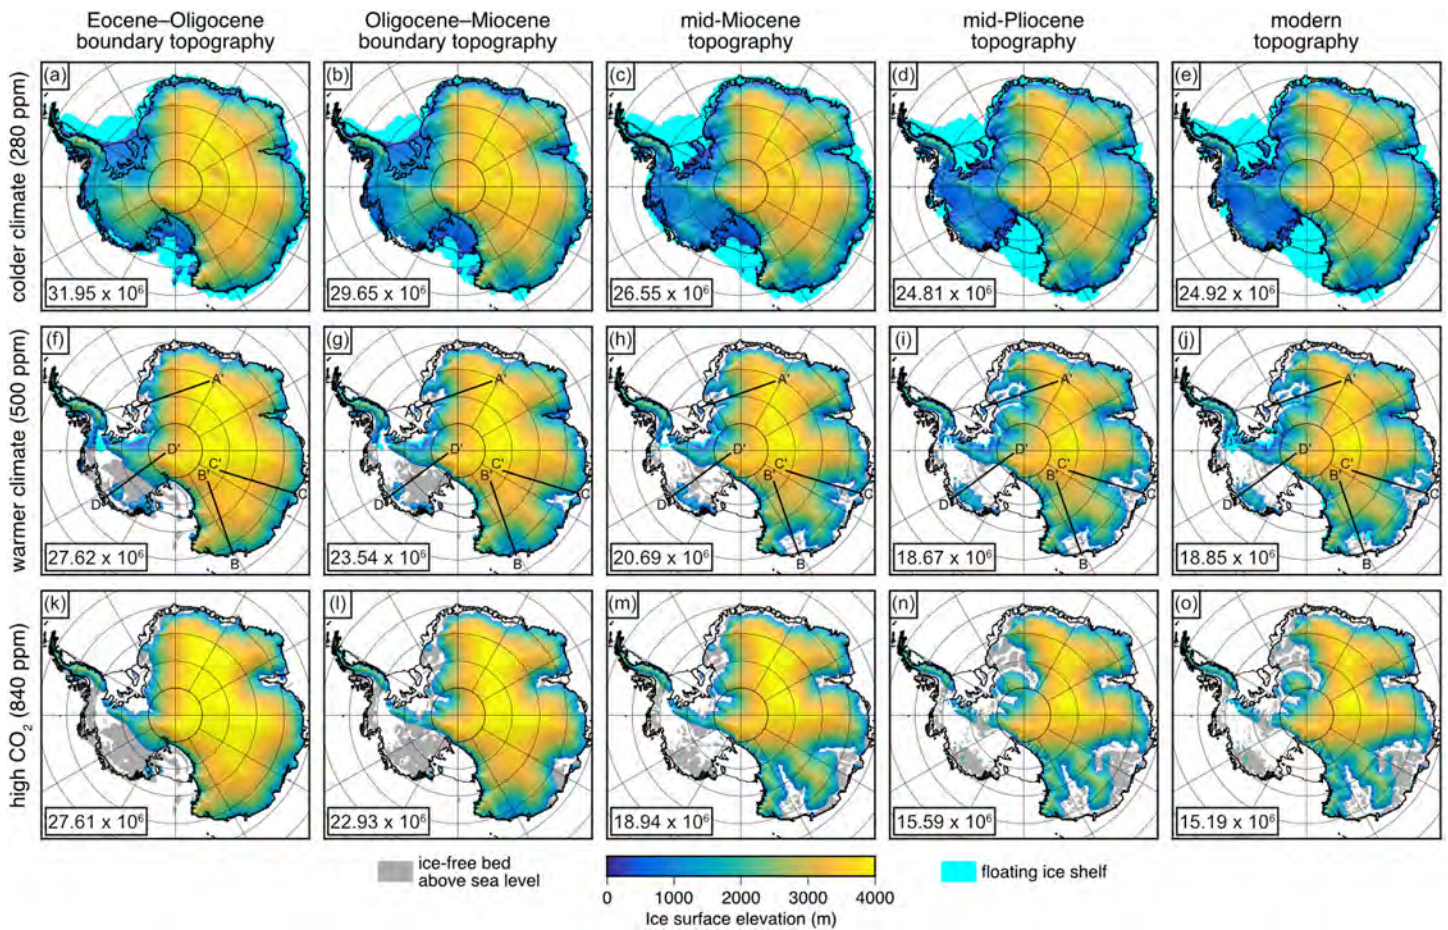 Eocene–Oligocene
boundary topography
Oligocene–Miocene
boundary topography
mid-Miocene
topography
mid-Pliocene
topography
modern
topography
colder climate (280 ppm)
(a)
31.95 x 10⁶
(b)
29.65 x 10⁶
(c)
26.55 x 10⁶
(d)
24.81 x 10⁶
(e)
24.92 x 10⁶
warmer climate (500 ppm)
(f)
A'
D'
C'
B'
D
C
B
27.62 x 10⁶
(g)
A'
D'
C'
B'
D
C
B
23.54 x 10⁶
(h)
A'
D'
C'
B'
D
C
B
20.69 x 10⁶
(i)
A'
D'
C'
B'
D
C
B
18.67 x 10⁶
(j)
A'
D'
C'
B'
D
C
B
18.85 x 10⁶
high CO₂ (840 ppm)
(k)
27.61 x 10⁶
(l)
22.93 x 10⁶
(m)
18.94 x 10⁶
(n)
15.59 x 10⁶
(o)
15.19 x 10⁶
ice-free bed
above sea level
0 1000 2000 3000 4000
Ice surface elevation (m)
floating ice shelf